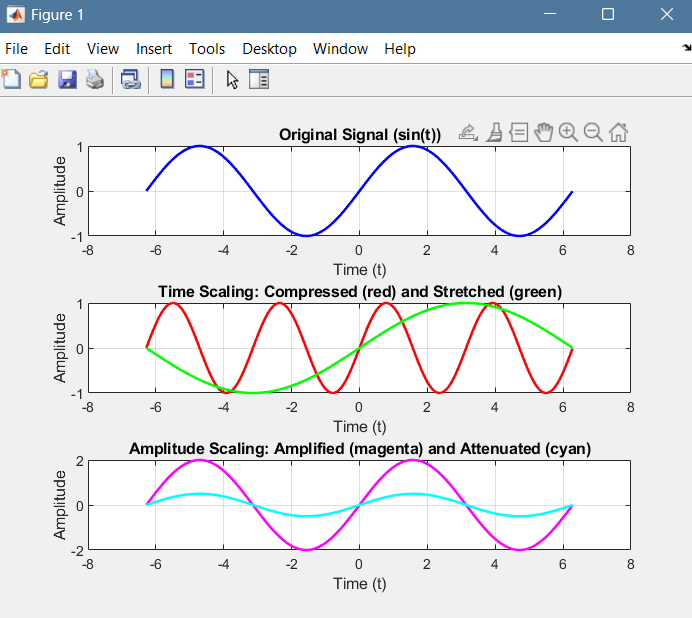 Figure 1
File Edit View Insert Tools Desktop Window Help
Original Signal (sin(t))
Amplitude
1
0
-1
-8 -6 -4 -2 0 2 4 6 8
Time (t)
Time Scaling: Compressed (red) and Stretched (green)
Amplitude
1
0
-1
-8 -6 -4 -2 0 2 4 6 8
Time (t)
Amplitude Scaling: Amplified (magenta) and Attenuated (cyan)
Amplitude
2
0
-2
-8 -6 -4 -2 0 2 4 6 8
Time (t)